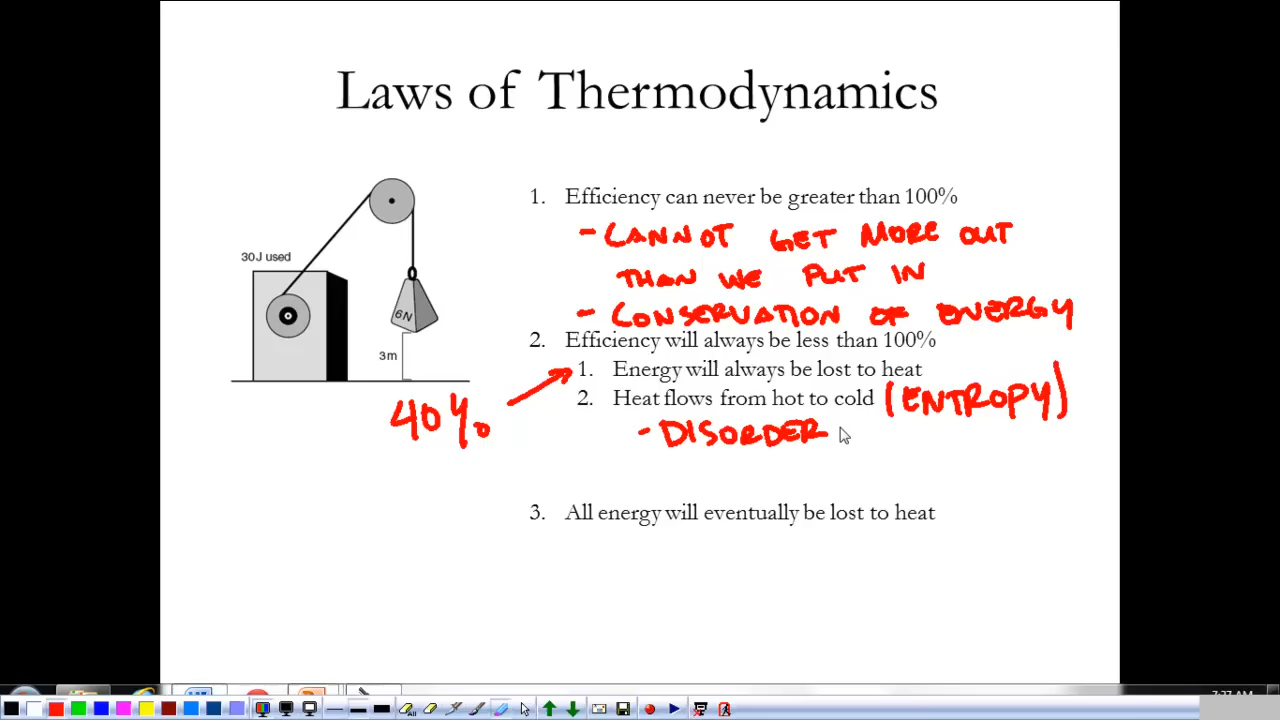 Laws of Thermodynamics
30J used
6N
3m
40%
1. Efficiency can never be greater than 100%
- CANNOT GET MORE OUT
THAN WE PUT IN
- CONSERVATION OF ENERGY
2. Efficiency will always be less than 100%
1. Energy will always be lost to heat
2. Heat flows from hot to cold (ENTROPY)
- DISORDER
3. All energy will eventually be lost to heat